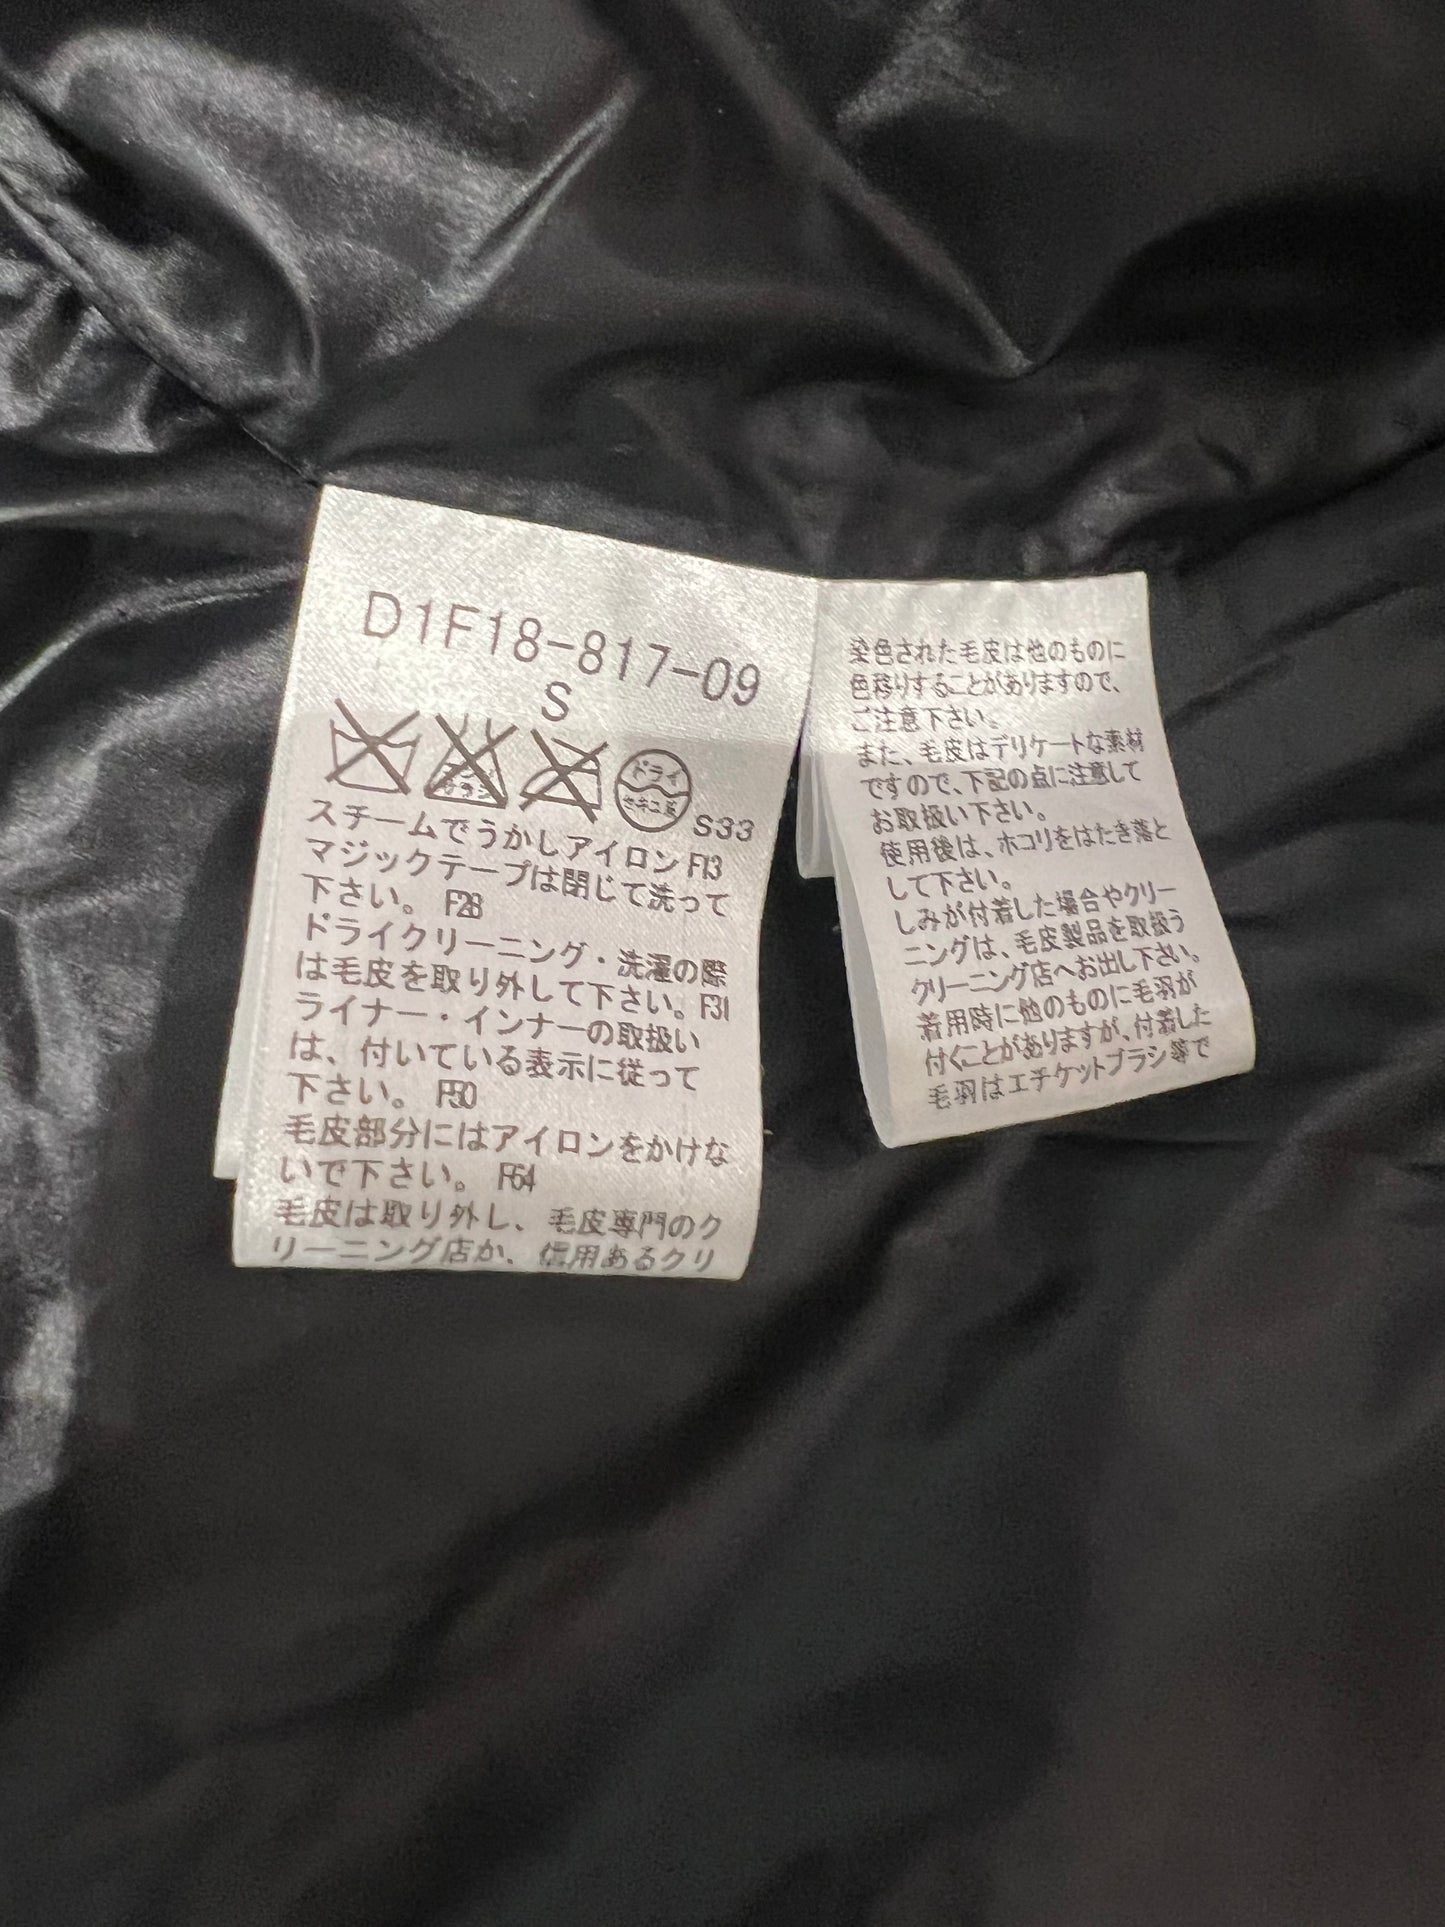 D1F18-817-09
S
ドライ
セキユ系
S33
スチームでうかしアイロン F13
マジックテープは閉じて洗って
下さい。 F28
ドライクリーニング・洗濯の際
は毛皮を取り外して下さい。F31
ライナー・インナーの取扱い
は、付いている表示に従って
下さい。 F50
毛皮部分にはアイロンをかけな
いで下さい。 F64
毛皮は取り外し、毛皮専門のク
リーニング店か、信用あるクリ
染色された毛皮は他のものに
色移りすることがありますので、
ご注意下さい。
また、毛皮はデリケートな素材
ですので、下記の点に注意して
お取扱い下さい。
使用後は、ホコリをはたき落と
して下さい。
しみが付着した場合やクリー
ニングは、毛皮製品を取扱う
クリーニング店へお出し下さい。
着用時に他のものに毛羽が
付くことがありますが、付着した
毛羽はエチケットブラシ等で